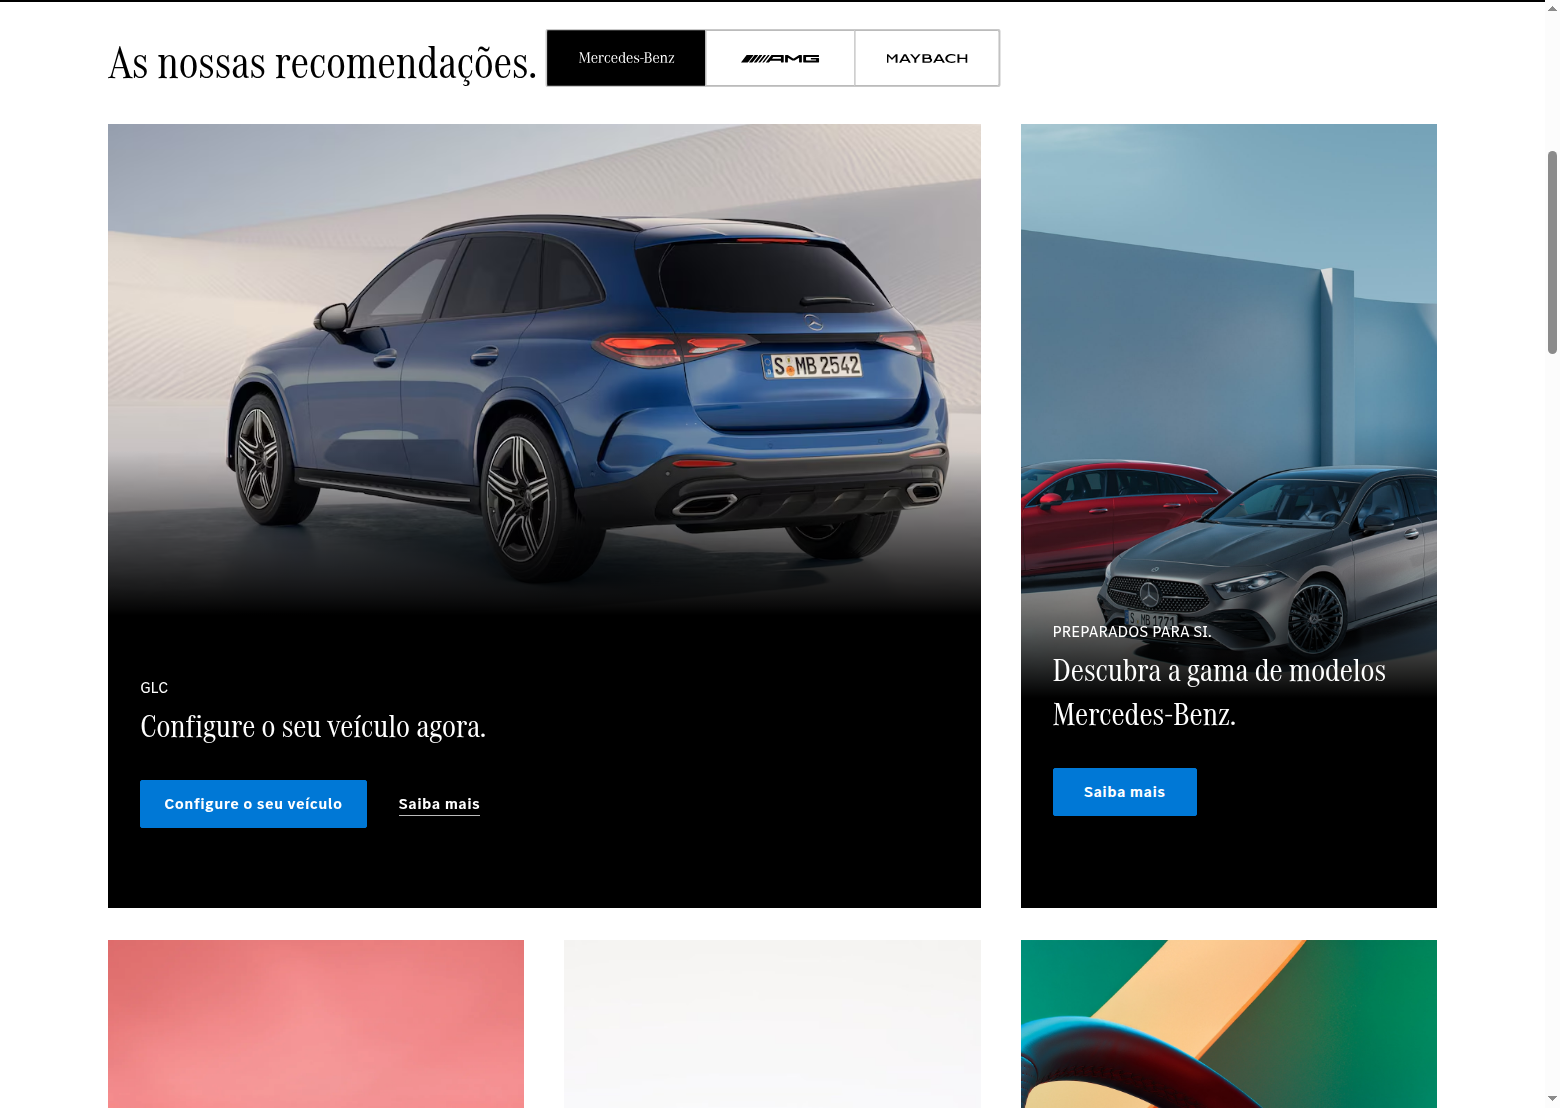 As nossas recomendações.
Mercedes-Benz
AMG
MAYBACH
S MB 2542
GLC
Configure o seu veículo agora.
Configure o seu veículo
Saiba mais
S MB 1771
PREPARADOS PARA SI.
Descubra a gama de modelos
Mercedes-Benz.
Saiba mais